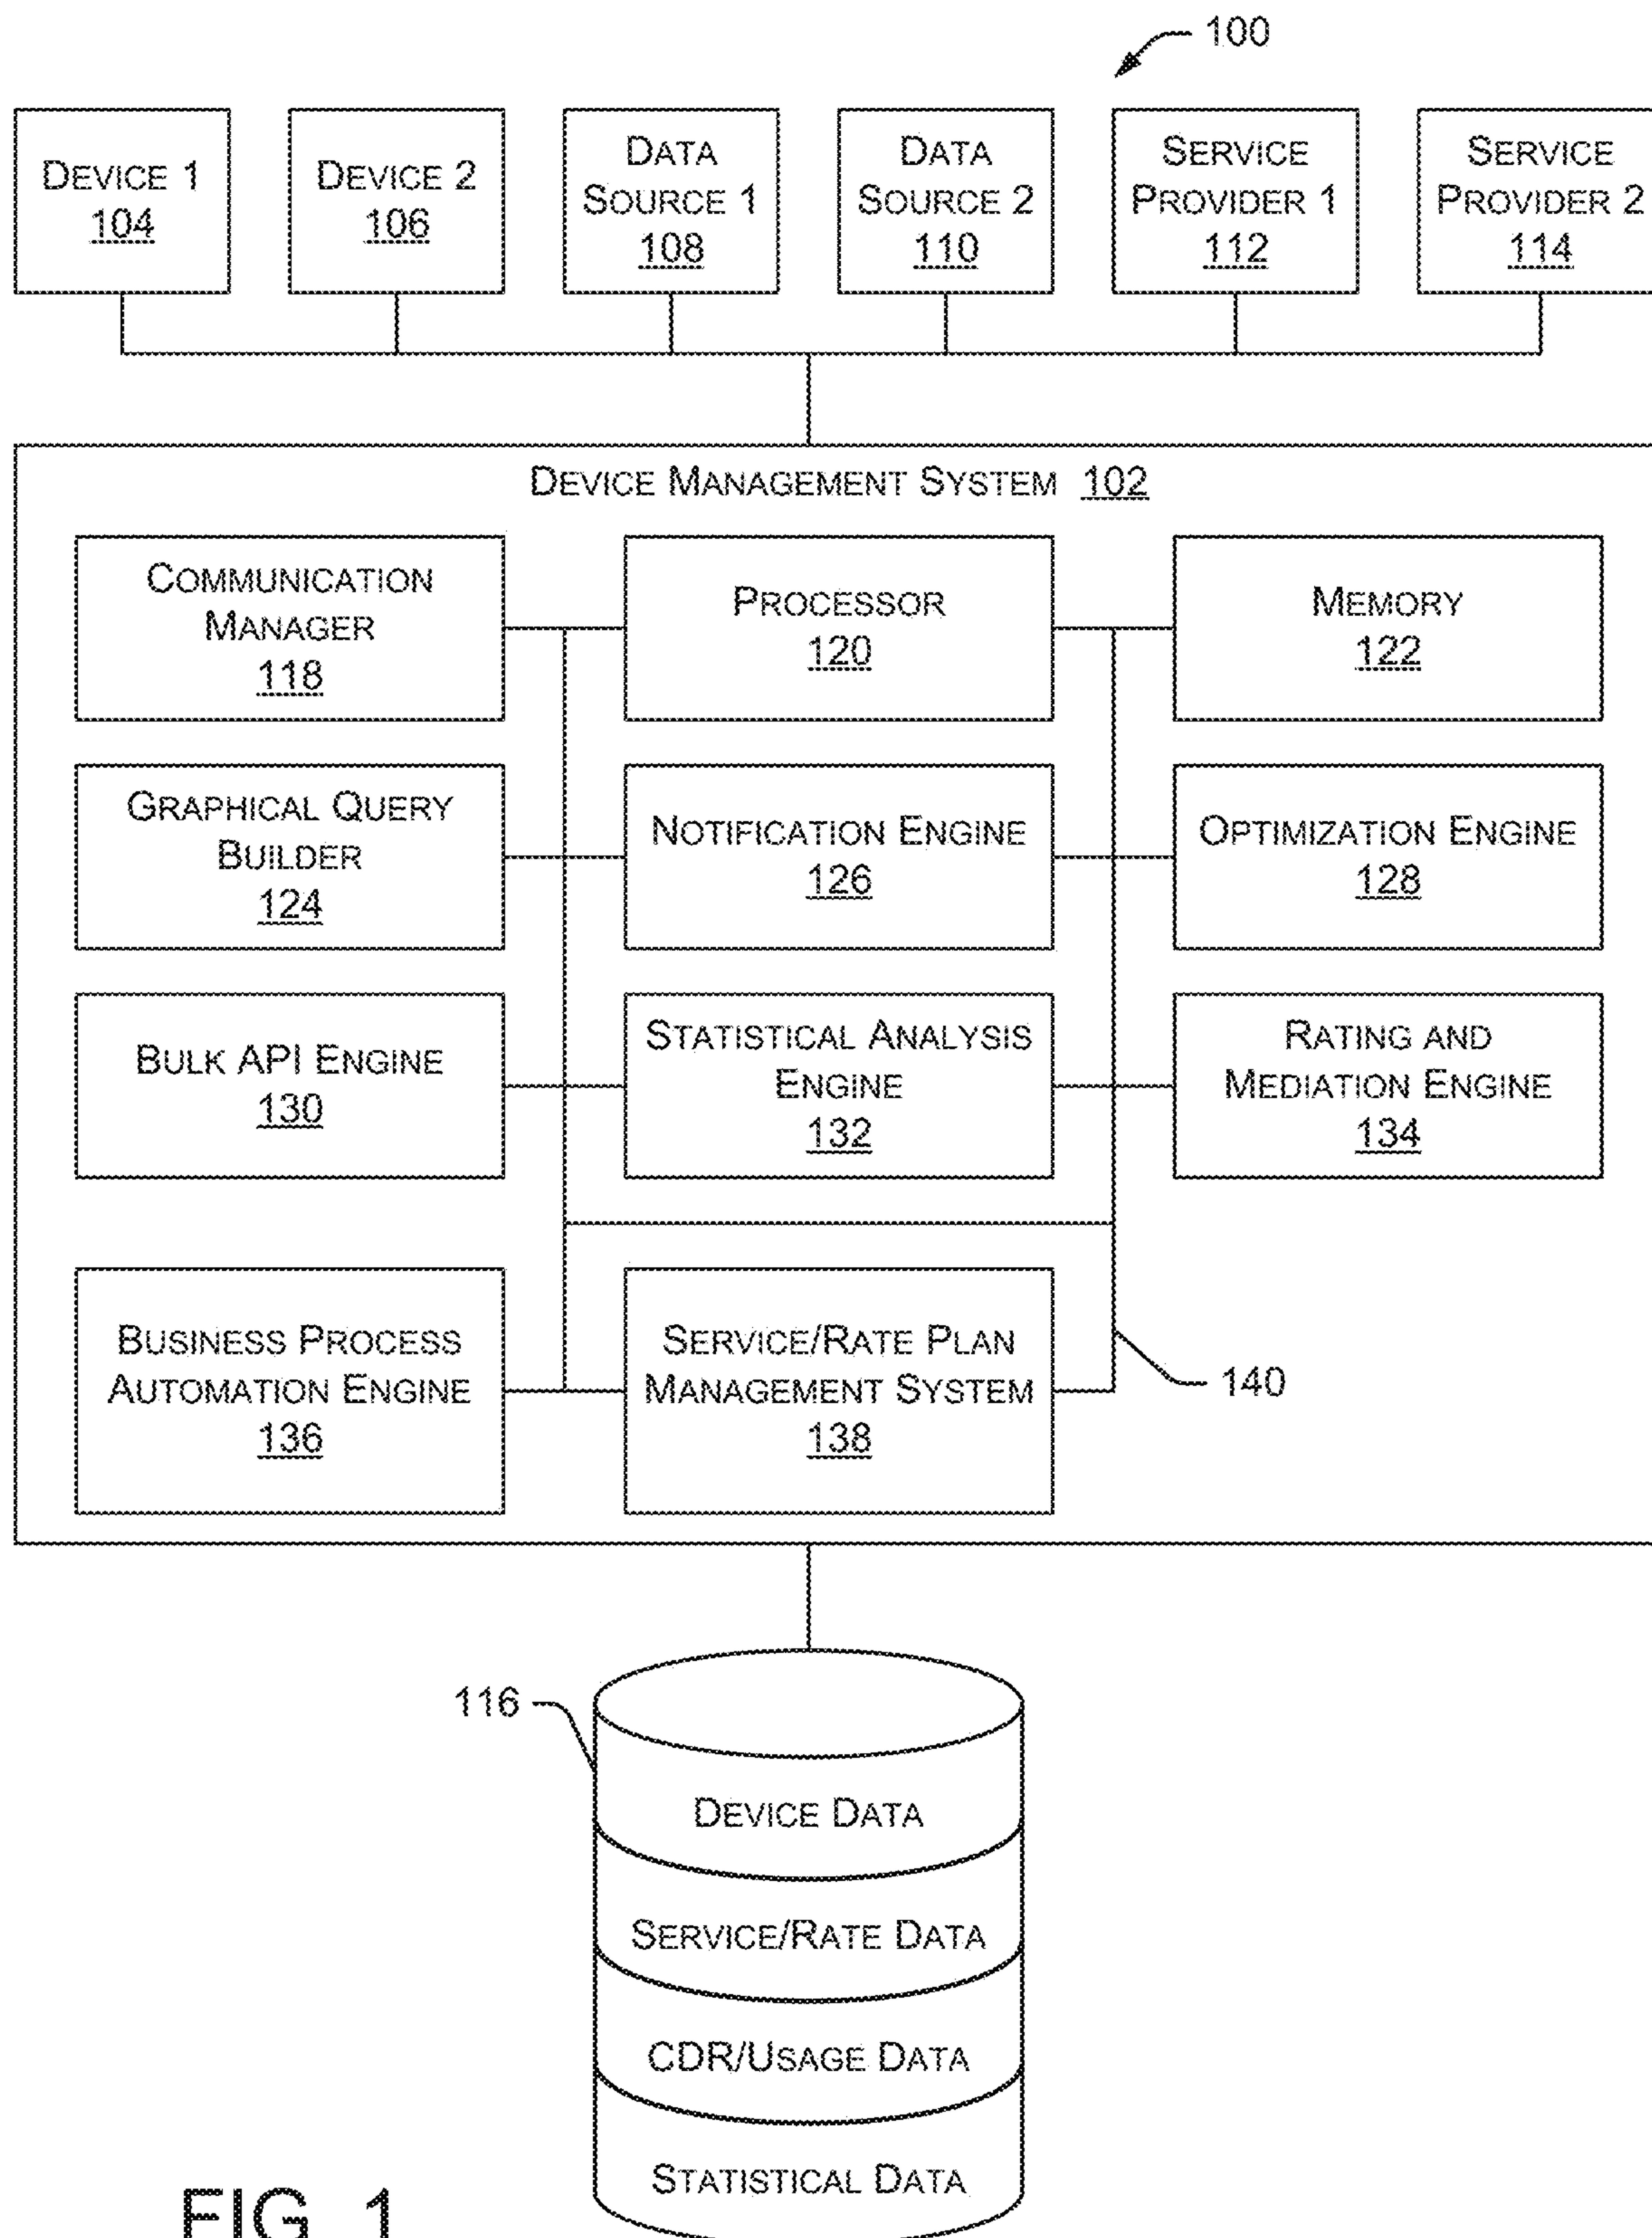 100
DEVICE 1
104
DEVICE 2
106
DATA
SOURCE 1
108
DATA
SOURCE 2
110
SERVICE
PROVIDER 1
112
SERVICE
PROVIDER 2
114
DEVICE MANAGEMENT SYSTEM 102
COMMUNICATION
MANAGER
118
PROCESSOR
120
MEMORY
122
GRAPHICAL QUERY
BUILDER
124
NOTIFICATION ENGINE
126
OPTIMIZATION ENGINE
128
BULK API ENGINE
130
STATISTICAL ANALYSIS
ENGINE
132
RATING AND
MEDIATION ENGINE
134
BUSINESS PROCESS
AUTOMATION ENGINE
136
SERVICE/RATE PLAN
MANAGEMENT SYSTEM
138
140
116
DEVICE DATA
SERVICE/RATE DATA
CDR/USAGE DATA
STATISTICAL DATA
FIG. 1